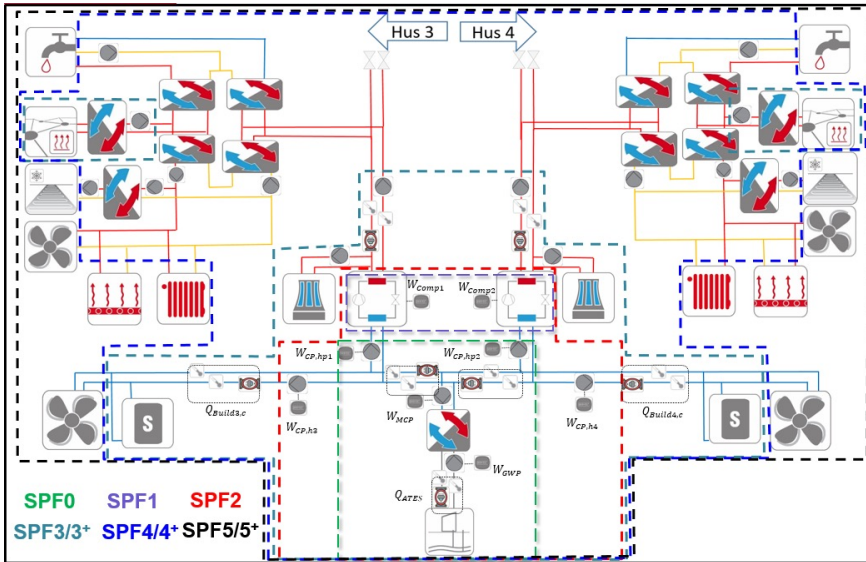 Hus 3
Hus 4
W_Comp1
W_Comp2
W_CP,hp1
W_CP,hp2
Q_Build3,c
W_CP,h3
W_MCP
W_CP,h4
Q_Build4,c
S
S
W_GWP
Q_ATES
SPF0 SPF1 SPF2
SPF3/3⁺ SPF4/4⁺ SPF5/5⁺